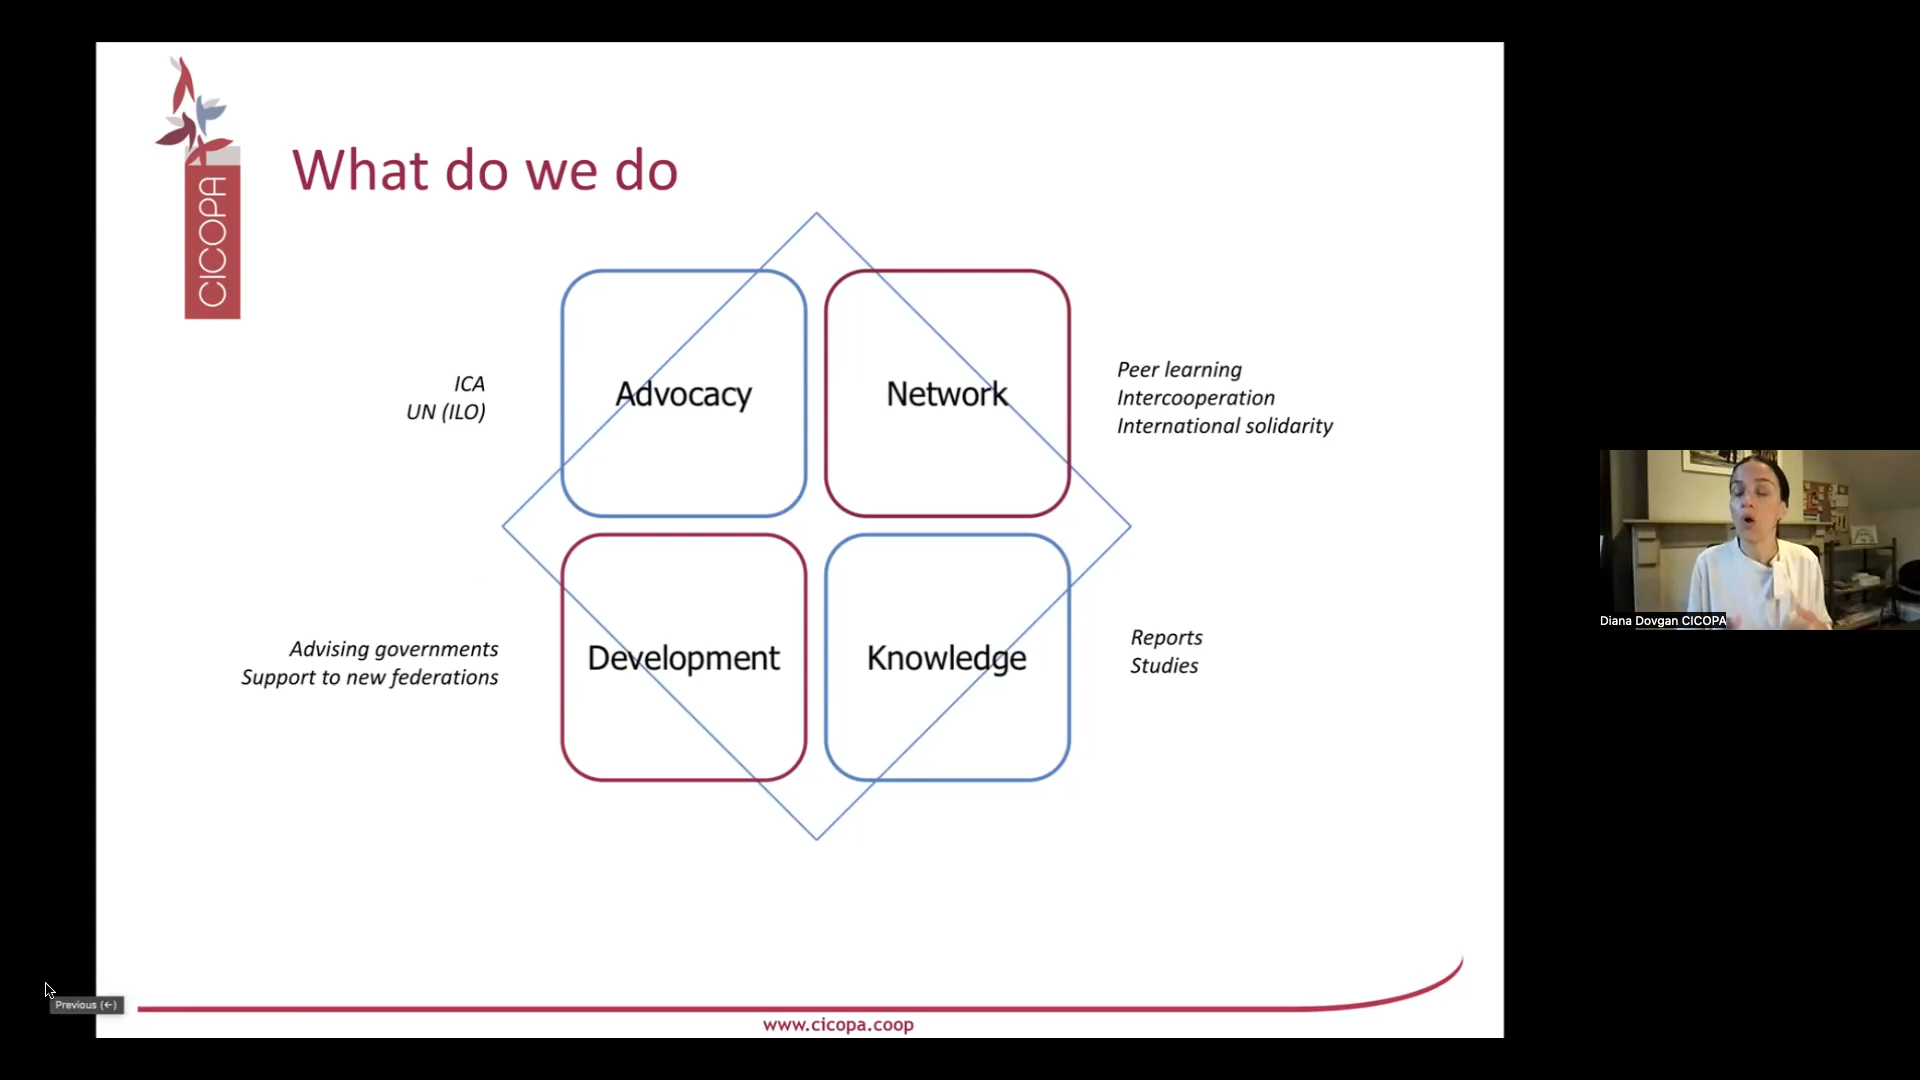 CICOPA
What do we do
ICA
UN (ILO)
Advocacy
Network
Peer learning
Intercooperation
International solidarity
Advising governments
Support to new federations
Development
Knowledge
Reports
Studies
Diana Dovgan CICOPA
Previous (←)
www.cicopa.coop